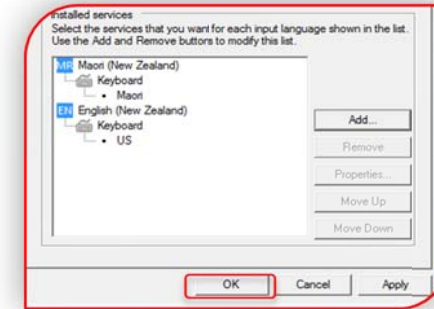 Installed services
Select the services that you want for each input language shown in the list.
Use the Add and Remove buttons to modify this list.
MR Maori (New Zealand)
Keyboard
• Maori
EN English (New Zealand)
Keyboard
• US
Add...
Remove
Properties...
Move Up
Move Down
OK Cancel Apply